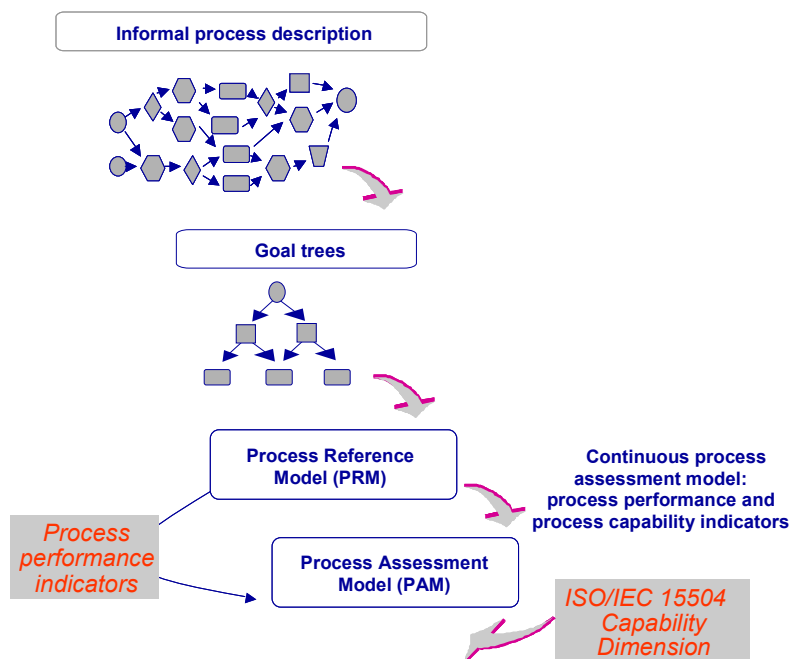 Informal process description
Goal trees
Process Reference
Model (PRM)
Continuous process
assessment model:
process performance and
process capability indicators
Process
performance
indicators
Process Assessment
Model (PAM)
ISO/IEC 15504
Capability
Dimension